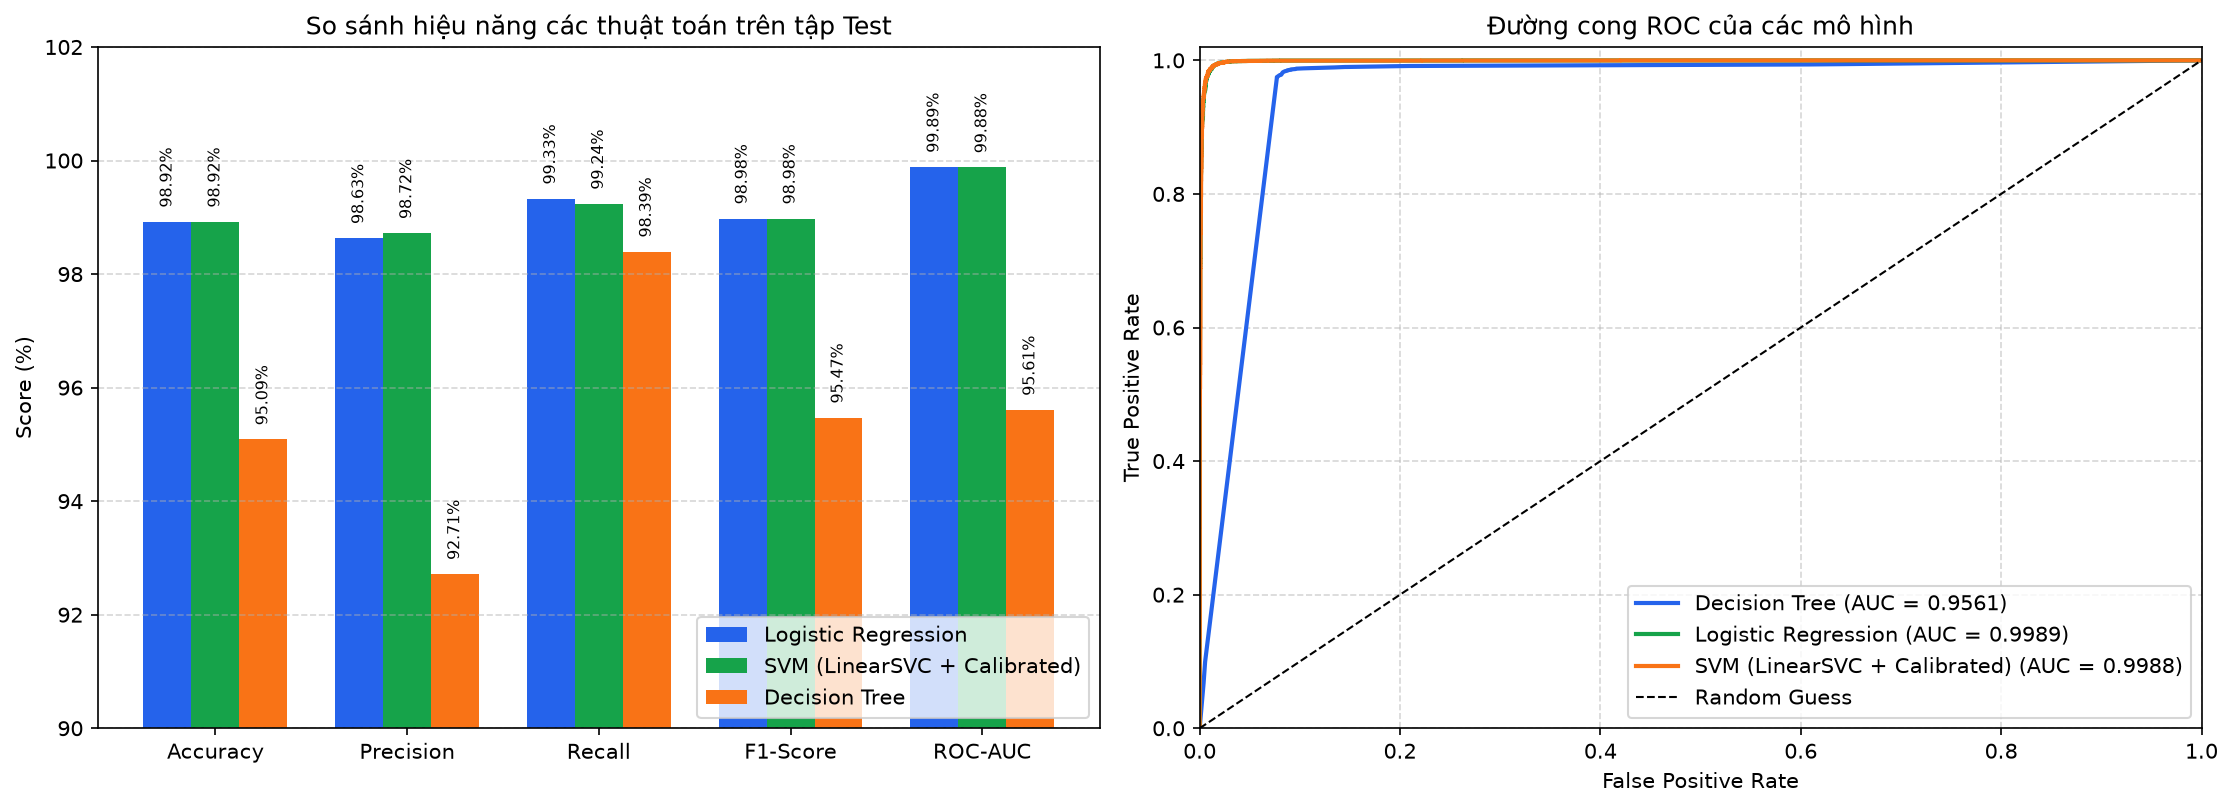 So sánh hiệu năng các thuật toán trên tập Test
102
100
98
96
94
92
90
Score (%)
98.92%
98.92%
95.09%
98.63%
98.72%
92.71%
99.33%
99.24%
98.39%
98.98%
98.98%
95.47%
99.89%
99.88%
95.61%
Logistic Regression
SVM (LinearSVC + Calibrated)
Decision Tree
Accuracy
Precision
Recall
F1-Score
ROC-AUC
Đường cong ROC của các mô hình
1.0
0.8
0.6
0.4
0.2
0.0
True Positive Rate
Decision Tree (AUC = 0.9561)
Logistic Regression (AUC = 0.9989)
SVM (LinearSVC + Calibrated) (AUC = 0.9988)
Random Guess
0.0
0.2
0.4
0.6
0.8
1.0
False Positive Rate